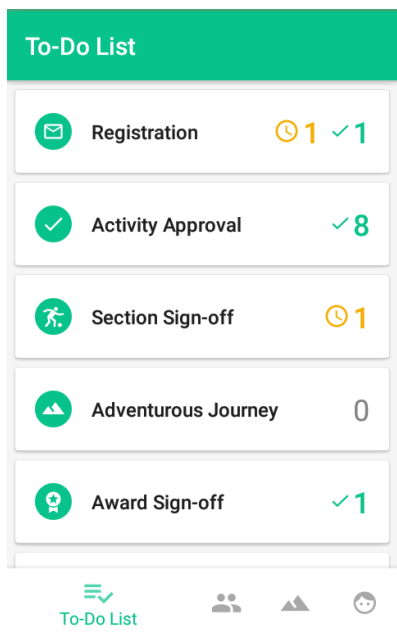 To-Do List
Registration 1 1
Activity Approval 8
Section Sign-off 1
Adventurous Journey 0
Award Sign-off 1
To-Do List